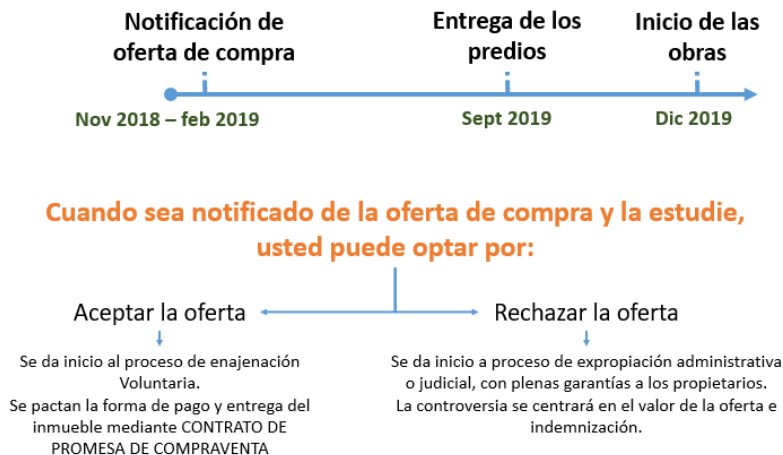 Notificación de
oferta de compra
Entrega de los
predios
Inicio de las
obras
Nov 2018 – feb 2019
Sept 2019
Dic 2019
Cuando sea notificado de la oferta de compra y la estudie,
usted puede optar por:
Aceptar la oferta
Rechazar la oferta
Se da inicio al proceso de enajenación
Voluntaria.
Se pactan la forma de pago y entrega del
inmueble mediante CONTRATO DE
PROMESA DE COMPRAVENTA
Se da inicio a proceso de expropiación administrativa
o judicial, con plenas garantías a los propietarios.
La controversia se centrará en el valor de la oferta e
indemnización.